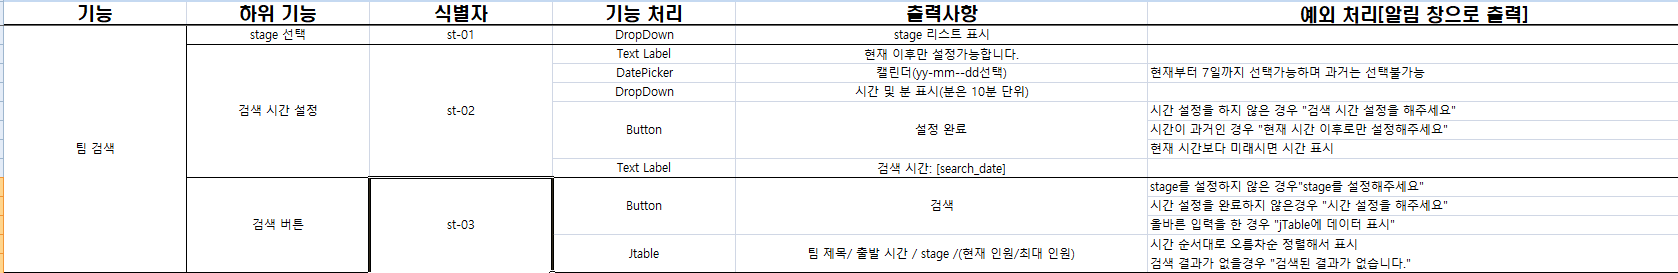 기능 하위 기능 식별자 기능 처리 출력사항 예외 처리[알림 창으로 출력]
stage 선택 st-01 DropDown stage 리스트 표시
Text Label 현재 이후만 설정가능합니다.
DatePicker 캘린더(yy-mm--dd선택) 현재부터 7일까지 선택가능하며 과거는 선택불가능
DropDown 시간 및 분 표시(분은 10분 단위)
검색 시간 설정 st-02 시간 설정을 하지 않은 경우 "검색 시간 설정을 해주세요"
Button 설정 완료 시간이 과거인 경우 "현재 시간 이후로만 설정해주세요"
팀 검색 현재 시간보다 미래시면 시간 표시
Text Label 검색 시간: [search_date]
stage를 설정하지 않은 경우"stage를 설정해주세요"
Button 검색 시간 설정을 완료하지 않은경우 "시간 설정을 해주세요"
검색 버튼 st-03 올바른 입력을 한 경우 "jTable에 데이터 표시"
시간 순서대로 오름차순 정렬해서 표시
Jtable 팀 제목/ 출발 시간 / stage /(현재 인원/최대 인원)
검색 결과가 없을경우 "검색된 결과가 없습니다."